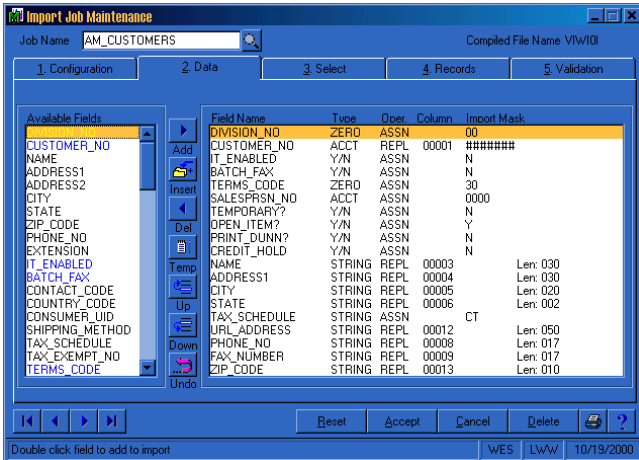 Import Job Maintenance
Job Name AM_CUSTOMERS Compiled File Name VIWI0I
1. Configuration 2. Data 3. Select 4. Records 5. Validation
Available Fields
DIVISION_NO
CUSTOMER_NO
NAME
ADDRESS1
ADDRESS2
CITY
STATE
ZIP_CODE
PHONE_NO
EXTENSION
IT_ENABLED
BATCH_FAX
CONTACT_CODE
COUNTRY_CODE
CONSUMER_UID
SHIPPING_METHOD
TAX_SCHEDULE
TAX_EXEMPT_NO
TERMS_CODE
Add
Insert
Del
Temp
Up
Down
Undo
Field Name Type Oper. Column Import Mask
DIVISION_NO ZERO ASSN 00
CUSTOMER_NO ACCT REPL 00001 #######
IT_ENABLED Y/N ASSN N
BATCH_FAX Y/N ASSN N
TERMS_CODE ZERO ASSN 30
SALESPRSN_NO ACCT ASSN 0000
TEMPORARY? Y/N ASSN N
OPEN_ITEM? Y/N ASSN Y
PRINT_DUNN? Y/N ASSN N
CREDIT_HOLD Y/N ASSN N
NAME STRING REPL 00003 Len: 030
ADDRESS1 STRING REPL 00004 Len: 030
CITY STRING REPL 00005 Len: 020
STATE STRING REPL 00006 Len: 002
TAX_SCHEDULE STRING ASSN CT
URL_ADDRESS STRING REPL 00012 Len: 050
PHONE_NO STRING REPL 00008 Len: 017
FAX_NUMBER STRING REPL 00009 Len: 017
ZIP_CODE STRING REPL 00013 Len: 010
Reset Accept Cancel Delete ?
Double click field to add to import WES LWW 10/19/2000